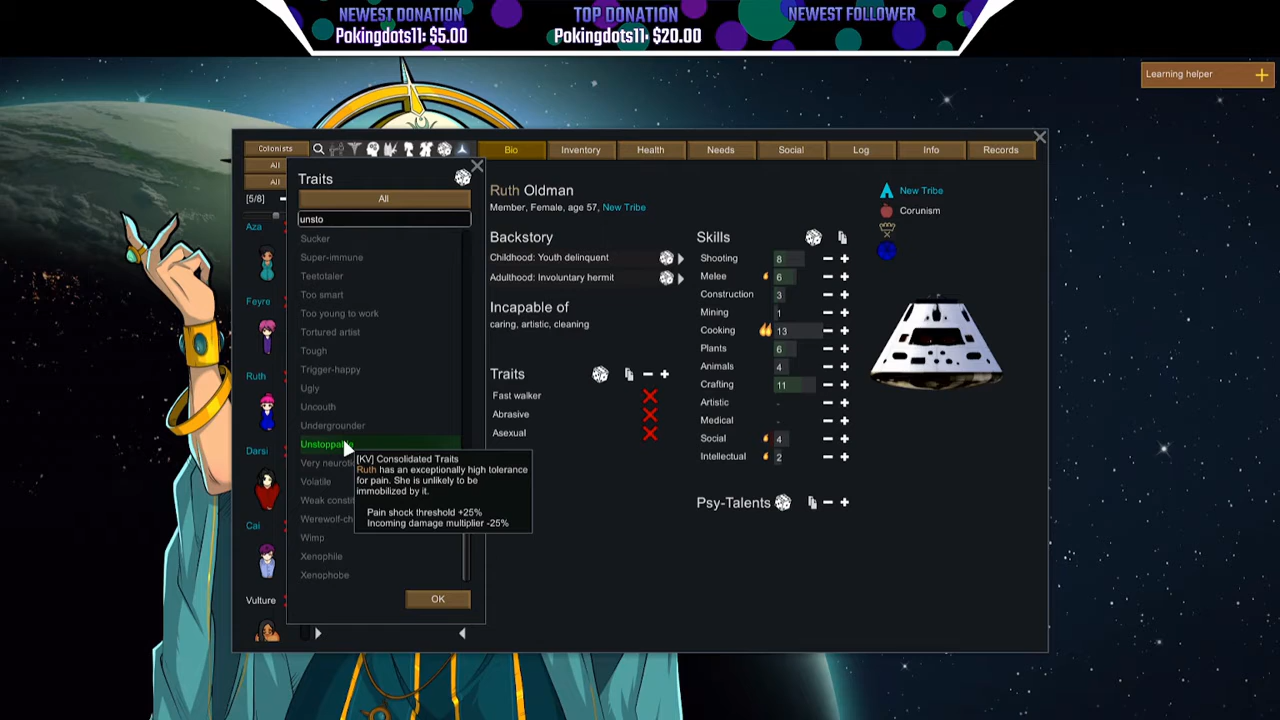 NEWEST DONATION
Pokingdots11: $5.00
TOP DONATION
Pokingdots11: $20.00
NEWEST FOLLOWER
Learning helper
Colonists
All
All
[5/8]
Aza
Feyre
Ruth
Darsi
Cai
Vulture
Traits
All
unsto
Sucker
Super-immune
Teetotaler
Too smart
Too young to work
Tortured artist
Tough
Trigger-happy
Ugly
Uncouth
Undergrounder
Very
Volatile
Weak
Wimp
Xenophile
Xenophobe
OK
[KV] Consolidated Traits
Ruth has an exceptionally high tolerance
for pain. She is unlikely to be
immobilized by it.
Pain shock threshold +25%
Incoming damage multiplier -25%
Bio
Inventory
Health
Needs
Social
Log
Info
Records
Ruth Oldman
Member, Female, age 57, New Tribe
New Tribe
Corunism
Backstory
Childhood: Youth delinquent
Adulthood: Involuntary hermit
Incapable of
caring, artistic, cleaning
Traits
Fast walker
Abrasive
Asexual
Skills
Shooting 8
Melee 6
Construction 3
Mining 1
Cooking 13
Plants 6
Animals 4
Crafting 11
Artistic -
Medical -
Social 4
Intellectual 2
Psy-Talents